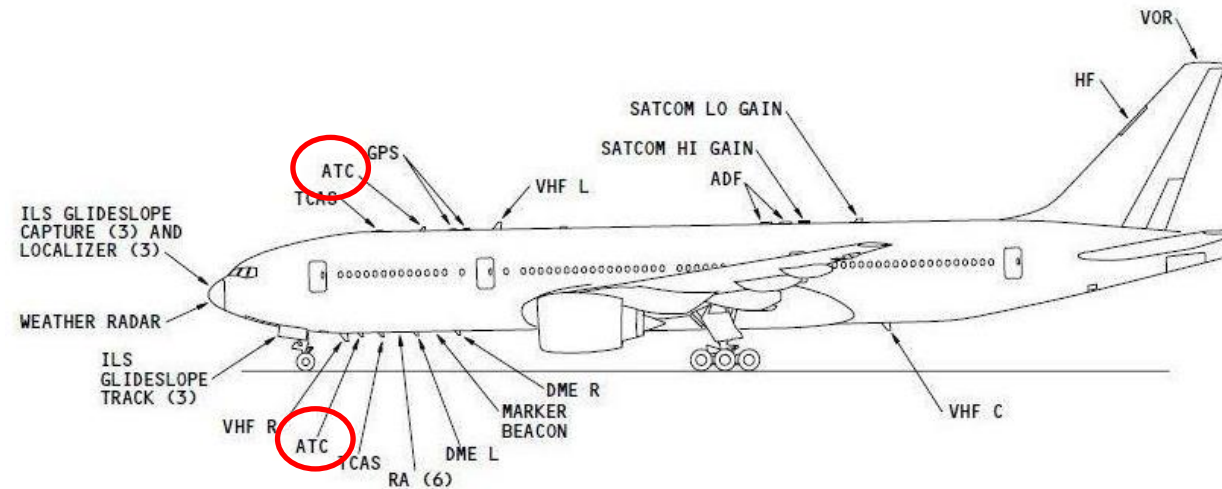 VOR
HF
SATCOM LO GAIN
SATCOM HI GAIN
GPS
ATC
ADF
VHF L
TCAS
ILS GLIDESLOPE
CAPTURE (3) AND
LOCALIZER (3)
WEATHER RADAR
ILS
GLIDESLOPE
TRACK (3)
DME R
MARKER
BEACON
VHF C
VHF R
ATC
DME L
TCAS
RA (6)